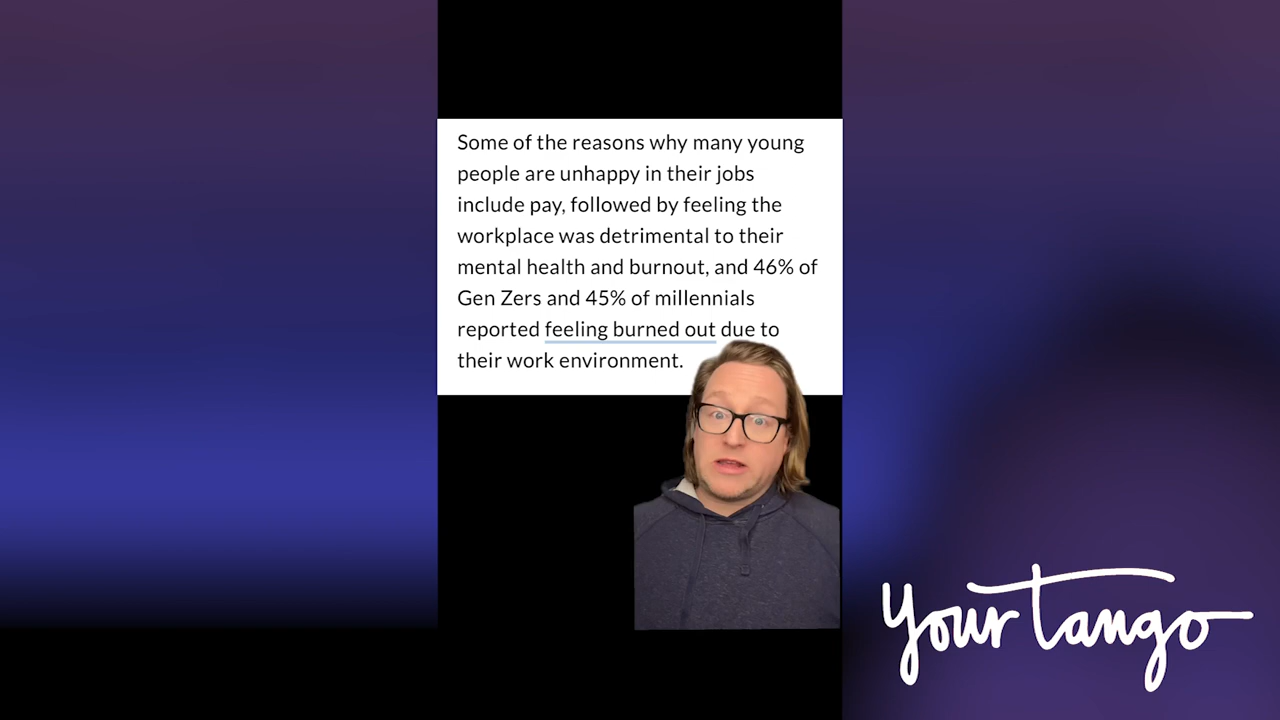 Some of the reasons why many young
people are unhappy in their jobs
include pay, followed by feeling the
workplace was detrimental to their
mental health and burnout, and 46% of
Gen Zers and 45% of millennials
reported feeling burned out due to
their work environment.
Your Tango